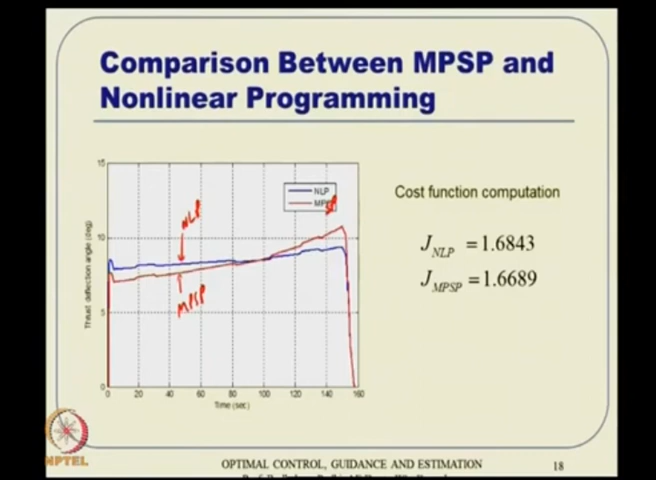 Comparison Between MPSP and
Nonlinear Programming
15
10
5
0
Thrust deflection angle (deg)
NLP
MPSP
NLP
MPSP
0 20 40 60 80 100 120 140 160
Time (sec)
Cost function computation
J NLP = 1.6843
J MPSP = 1.6689
NPTEL
OPTIMAL CONTROL, GUIDANCE AND ESTIMATION
18